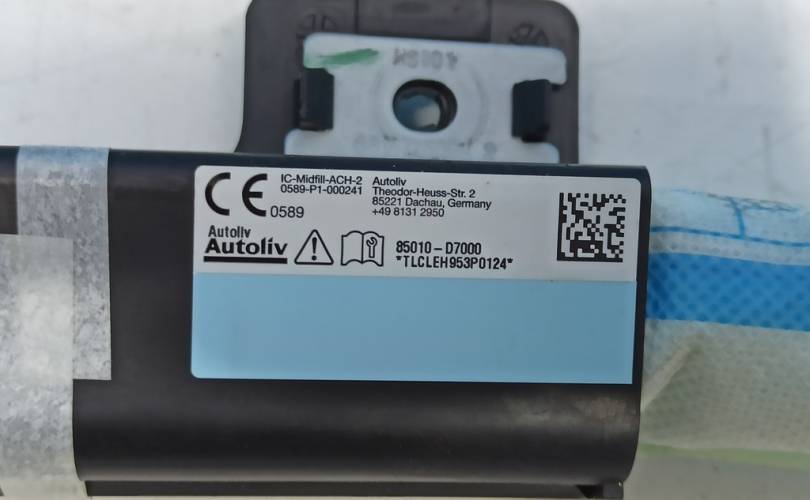 CE 0589
IC-Midfill-ACH-2
0589-P1-000241
Autoliv
Theodor-Heuss-Str. 2
85221 Dachau, Germany
+49 8131 2950
Autoliv
Autoliv
85010-D7000
*TLCLEH953P0124*